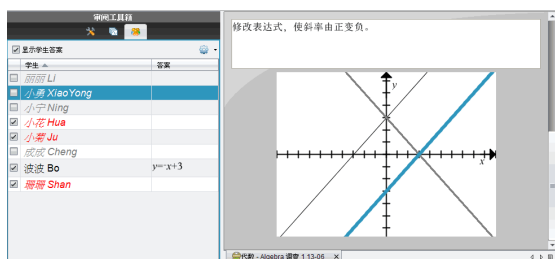 审阅工具箱
显示学生答案
学生 答案
丽丽 Li
小勇 XiaoYong
小宁 Ning
小花 Hua
小菊 Ju
成成 Cheng
波波 Bo y=-x+3
珊珊 Shan
修改表达式，使斜率由正变负。
y
x
代数 - Algebra 调查 1 13-06